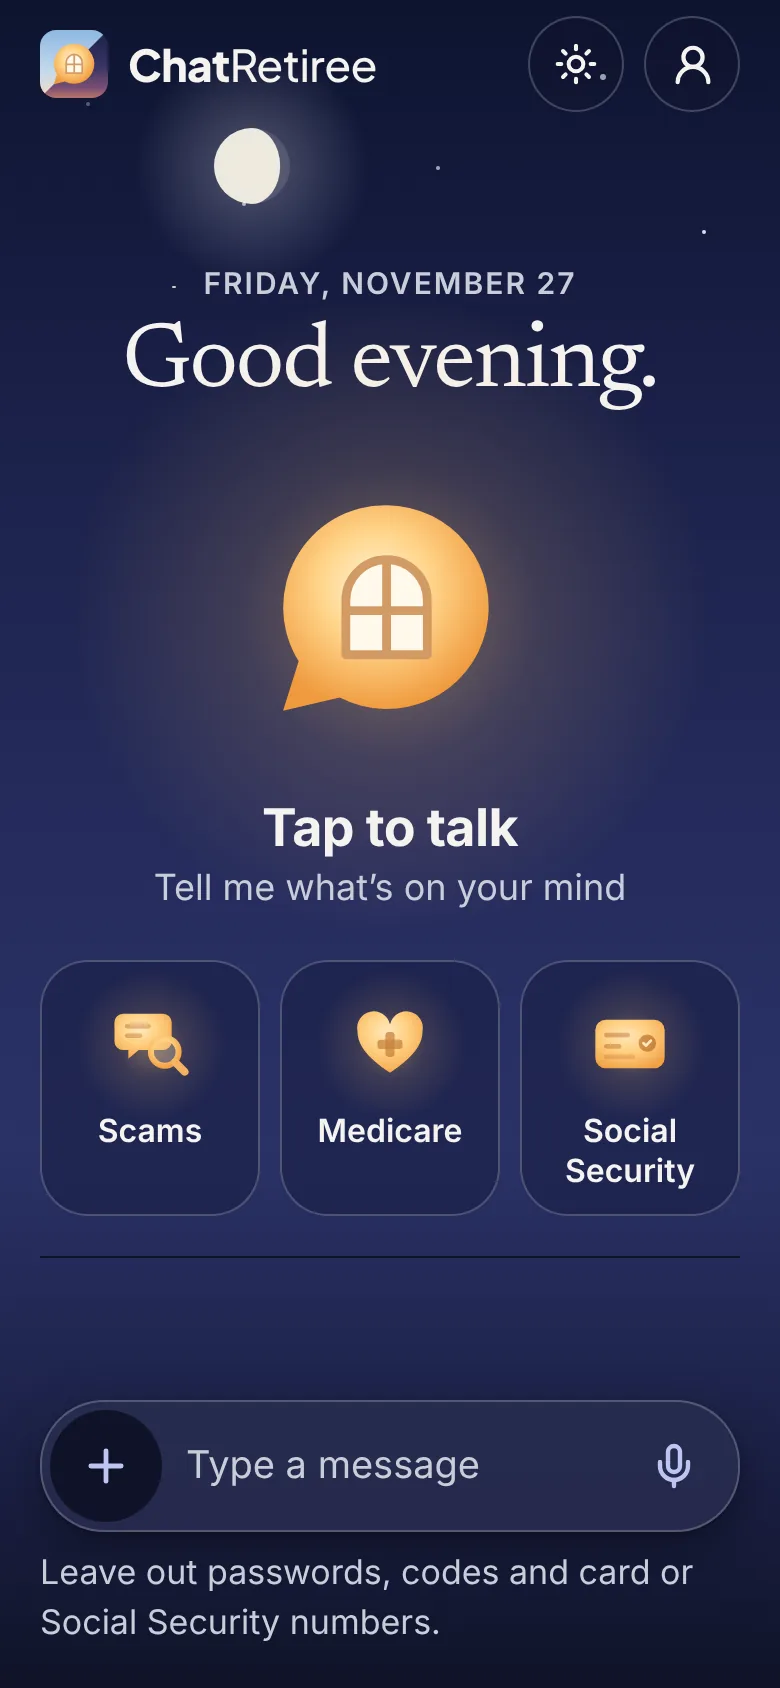 ChatRetiree
FRIDAY, NOVEMBER 27
Good evening.
Tap to talk
Tell me what’s on your mind
Scams
Medicare
Social
Security
Type a message
Leave out passwords, codes and card or
Social Security numbers.